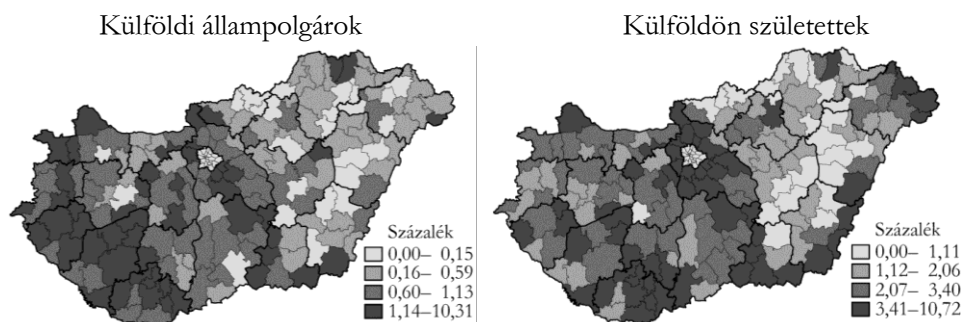 Külföldi állampolgárok
Százalék
0,00– 0,15
0,16– 0,59
0,60– 1,13
1,14–10,31
Külföldön születettek
Százalék
0,00– 1,11
1,12– 2,06
2,07– 3,40
3,41–10,72